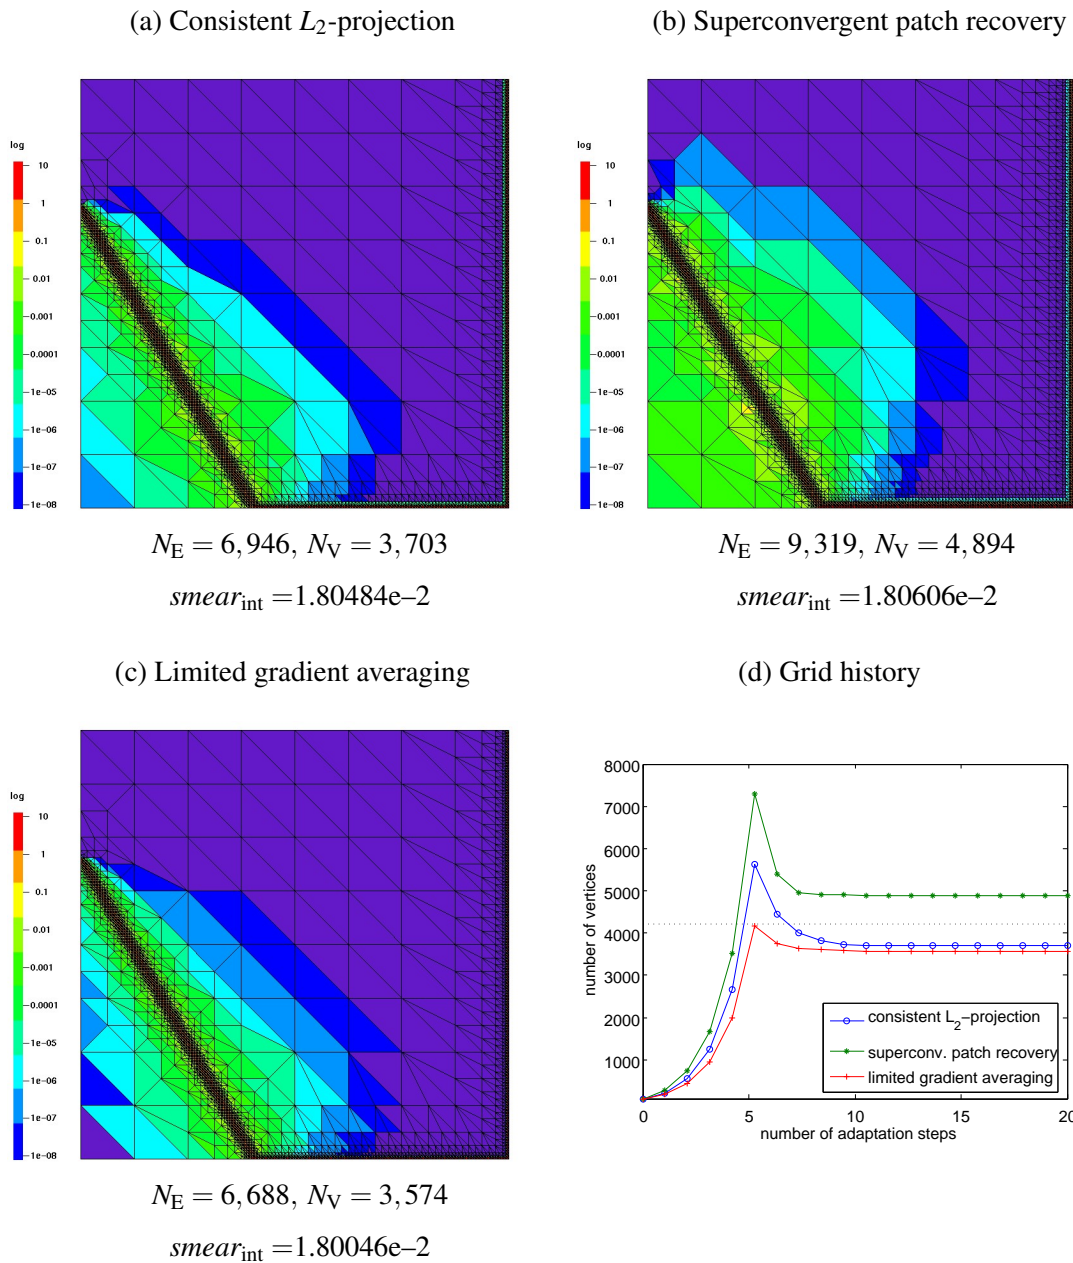 (a) Consistent L2-projection
(b) Superconvergent patch recovery
log
10
1
0.1
0.01
0.001
0.0001
1e-05
1e-06
1e-07
1e-08
log
10
1
0.1
0.01
0.001
0.0001
1e-05
1e-06
1e-07
1e-08
NE = 6,946, NV = 3,703
smearint =1.80484e–2
NE = 9,319, NV = 4,894
smearint =1.80606e–2
(c) Limited gradient averaging
(d) Grid history
log
10
1
0.1
0.01
0.001
0.0001
1e-05
1e-06
1e-07
1e-08
NE = 6,688, NV = 3,574
smearint =1.80046e–2
8000
7000
6000
5000
4000
3000
2000
1000
number of vertices
consistent L2−projection
superconv. patch recovery
limited gradient averaging
0 5 10 15 20
number of adaptation steps